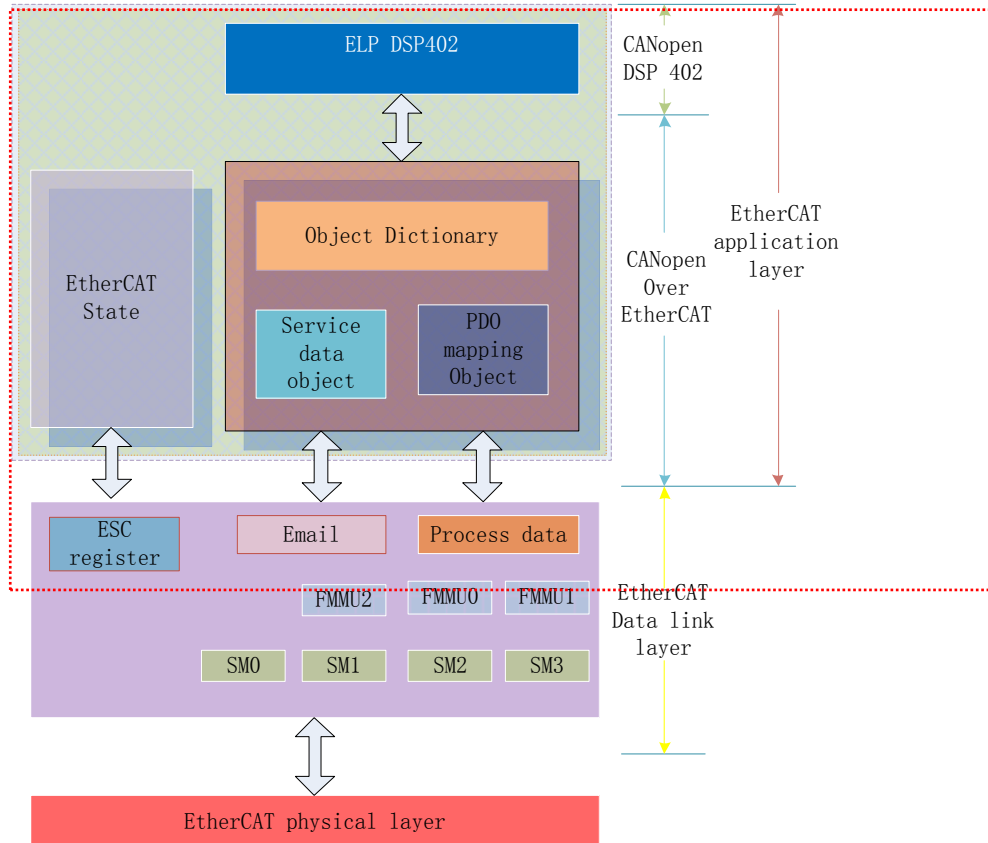 ELP DSP402
CANopen
DSP 402
EtherCAT
application
layer
Object Dictionary
CANopen
Over
EtherCAT
EtherCAT
State
Service
data
object
PDO
mapping
Object
ESC
register
Email
Process data
FMMU2
FMMU0
FMMU1
EtherCAT
Data link
layer
SM0
SM1
SM2
SM3
EtherCAT physical layer